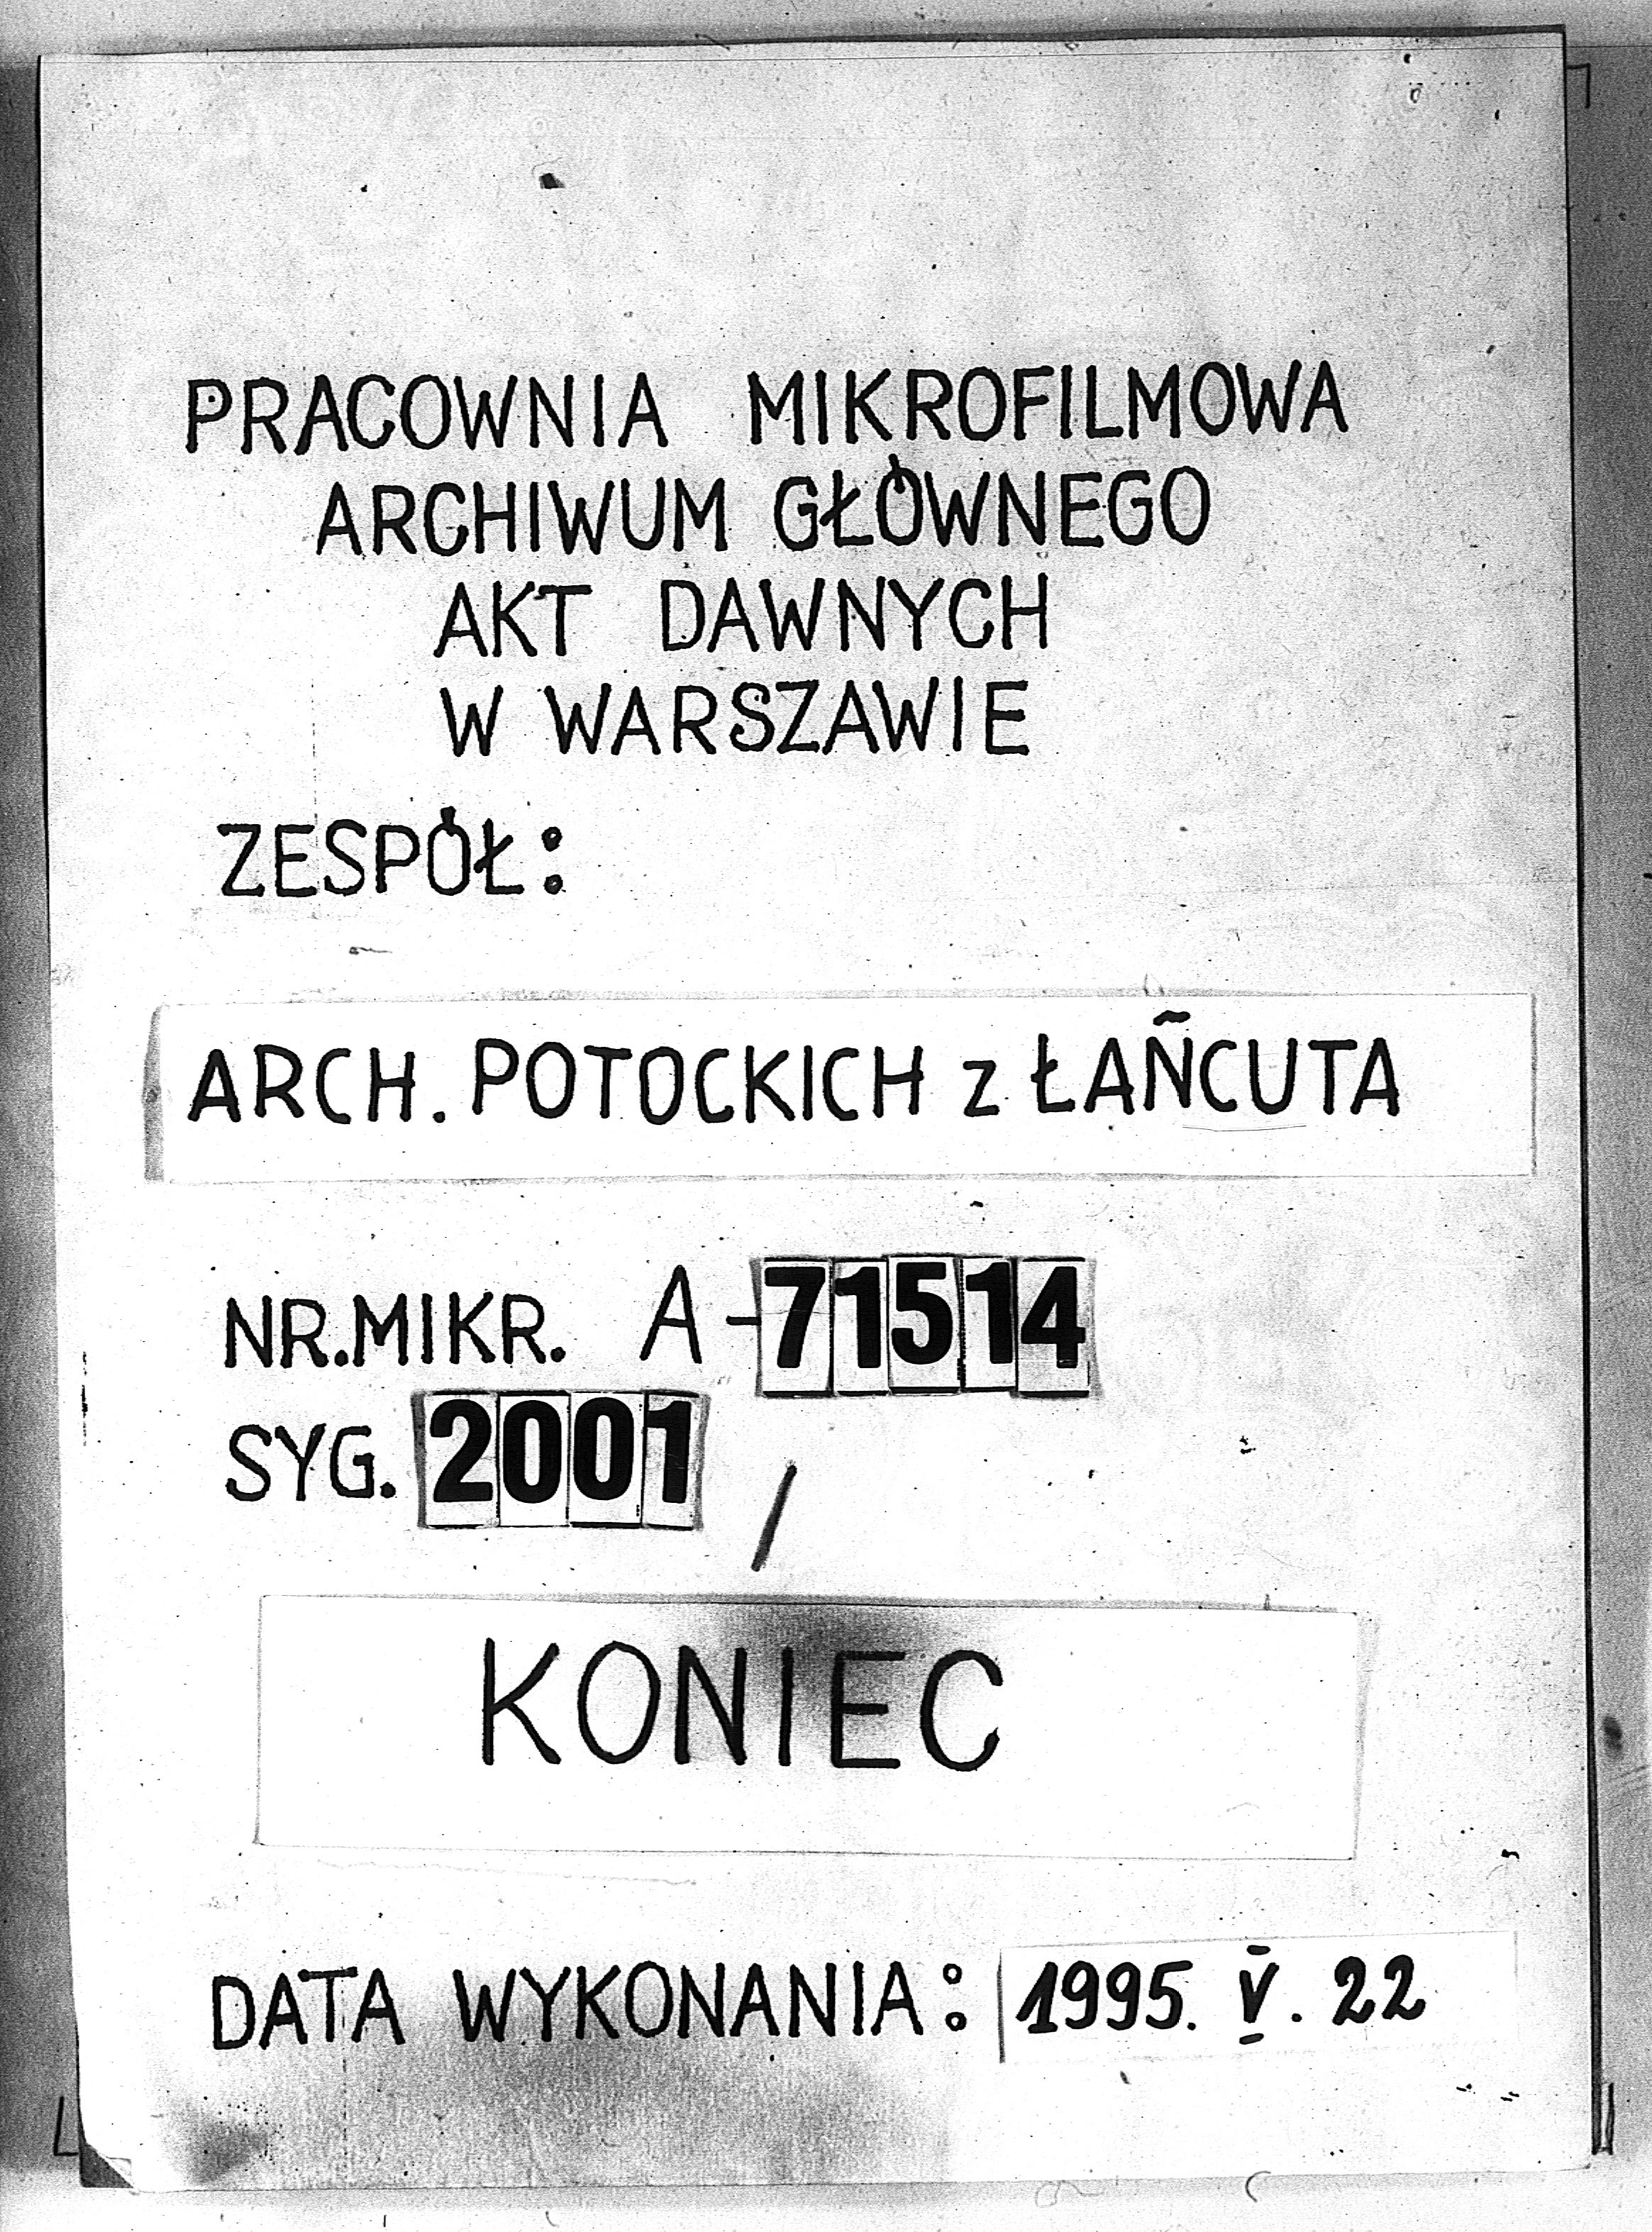 PRACOWNIA MIKROFILMOWA
ARCHIWUM GŁÓWNEGO
AKT DAWNYCH
W WARSZAWIE
ZESPÓŁ:
ARCH. POTOCKICH z ŁAÑCUTA
NR.MIKR. A-71514
SYG. 2001 /
KONIEC
DATA WYKONANIA: 1995. V. 22